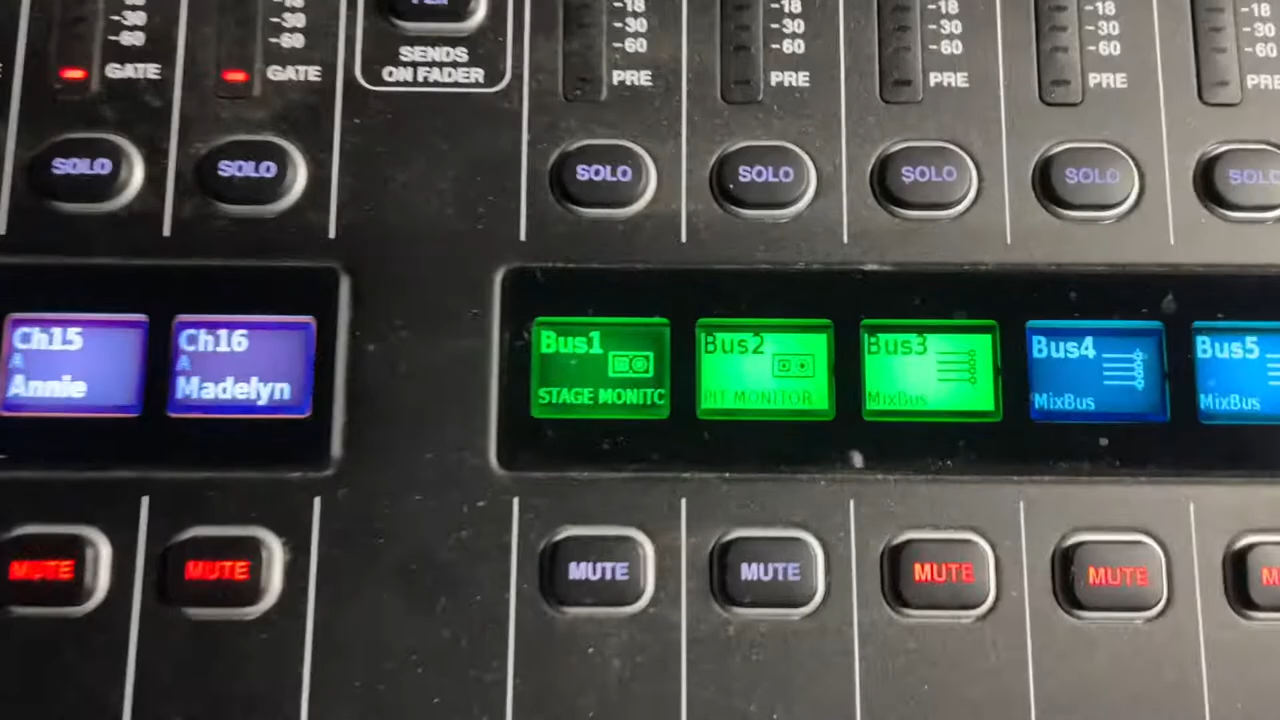 -30
-60
GATE
-30
-60
GATE
SENDS
ON FADER
-18
-30
-60
PRE
-18
-30
-60
PRE
-18
-30
-60
PRE
-18
-30
-60
PRE
-18
-30
-60
PRE
SOLO
SOLO
SOLO
SOLO
SOLO
SOLO
SOLO
Ch15
A
Annie
Ch16
A
Madelyn
Bus1
STAGE MONITC
Bus2
PIT MONITOR
Bus3
MixBus
Bus4
MixBus
Bus5
MixBus
MUTE
MUTE
MUTE
MUTE
MUTE
MUTE
M